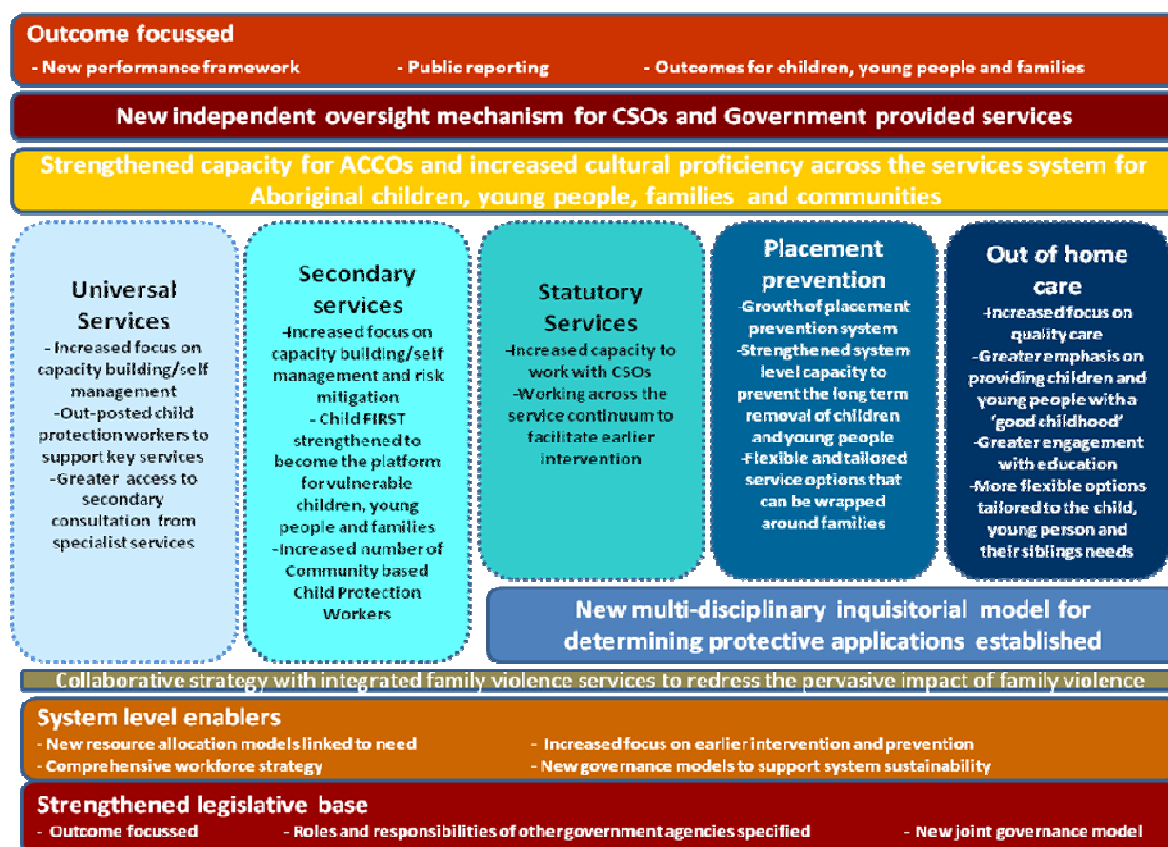 Outcome focussed
- New performance framework - Public reporting - Outcomes for children, young people and families
New independent oversight mechanism for CSOs and Government provided services
Strengthened capacity for ACCOs and increased cultural proficiency across the services system for
Aboriginal children, young people, families and communities
Universal
Services
- Increased focus on
capacity building/self
management
-Out-posted child
protection workers to
support key services
-Greater access to
secondary
consultation from
specialist services
Secondary
services
-Increased focus on
capacity building/self
management and risk
mitigation
- Child FIRST
strengthened to
become the platform
for vulnerable
children, young
people and families
-Increased number of
Community based
Child Protection
Workers
Statutory
Services
-Increased capacity to
work with CSOs
-Working across the
service continuum to
facilitate earlier
intervention
Placement
prevention
-Growth of placement
prevention system
-Strengthened system
level capacity to
prevent the long term
removal of children
and young people
-Flexible and tailored
service options that
can be wrapped
around families
Out of home
care
-Increased focus on
quality care
-Greater emphasis on
providing children and
young people with a
‘good childhood’
-Greater engagement
with education
-More flexible options
tailored to the child,
young person and
their siblings needs
New multi-disciplinary inquisitorial model for
determining protective applications established
Collaborative strategy with integrated family violence services to redress the pervasive impact of family violence
System level enablers
- New resource allocation models linked to need - Increased focus on earlier intervention and prevention
- Comprehensive workforce strategy - New governance models to support system sustainability
Strengthened legislative base
- Outcome focussed - Roles and responsibilities of other government agencies specified - New joint governance model